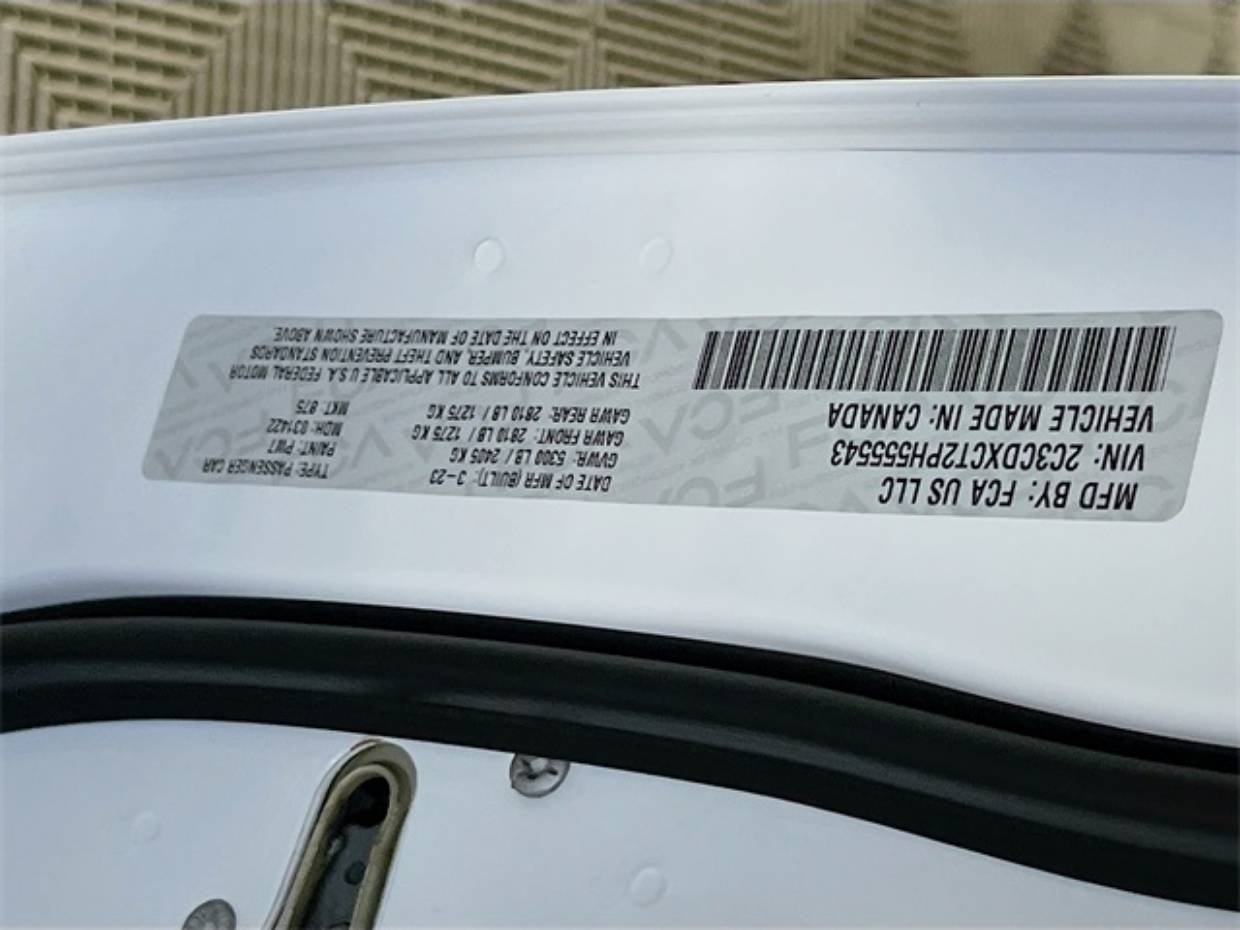 MFD BY: FCA US LLC
VIN: 2C3CDXCT2PH555543
VEHICLE MADE IN: CANADA
DATE OF MFR (BUILT): 3-23
GVWR: 5300 LB / 2405 KG
GAWR FRONT: 2810 LB / 1275 KG
GAWR REAR: 2810 LB / 1275 KG
TYPE: PASSENGER CAR
PAINT: PW7
MDH: 031422
MKT: 875
THIS VEHICLE CONFORMS TO ALL APPLICABLE U.S.A. FEDERAL MOTOR
VEHICLE SAFETY, BUMPER, AND THEFT PREVENTION STANDARDS
IN EFFECT ON THE DATE OF MANUFACTURE SHOWN ABOVE.
FCA